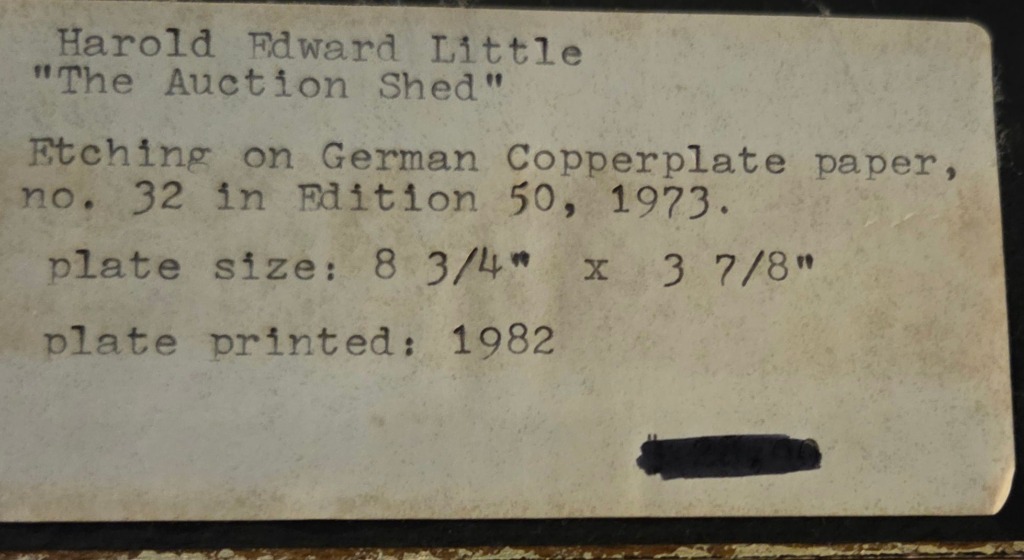 Harold Edward Little
"The Auction Shed"
Etching on German Copperplate paper,
no. 32 in Edition 50, 1973.
plate size: 8 3/4" x 3 7/8"
plate printed: 1982